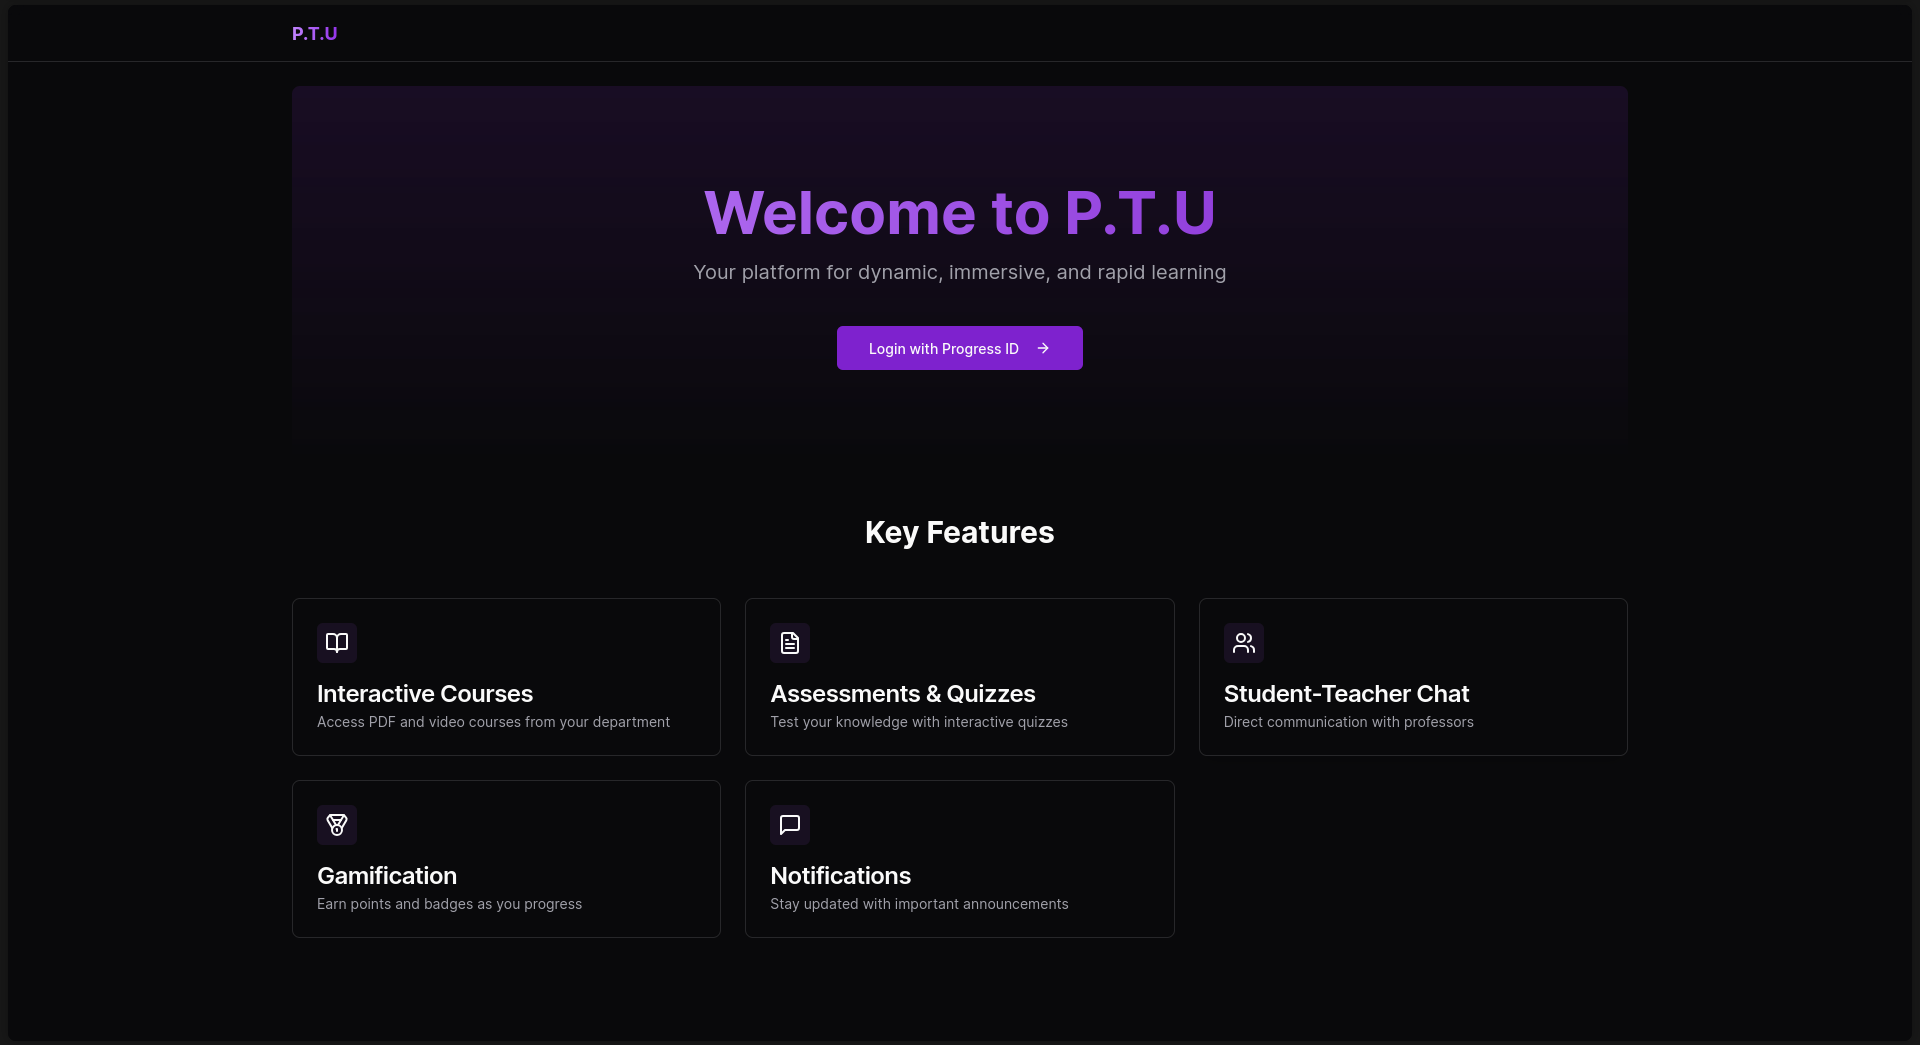 P.T.U
Welcome to P.T.U
Your platform for dynamic, immersive, and rapid learning
Login with Progress ID
Key Features
Interactive Courses
Access PDF and video courses from your department
Assessments & Quizzes
Test your knowledge with interactive quizzes
Student-Teacher Chat
Direct communication with professors
Gamification
Earn points and badges as you progress
Notifications
Stay updated with important announcements